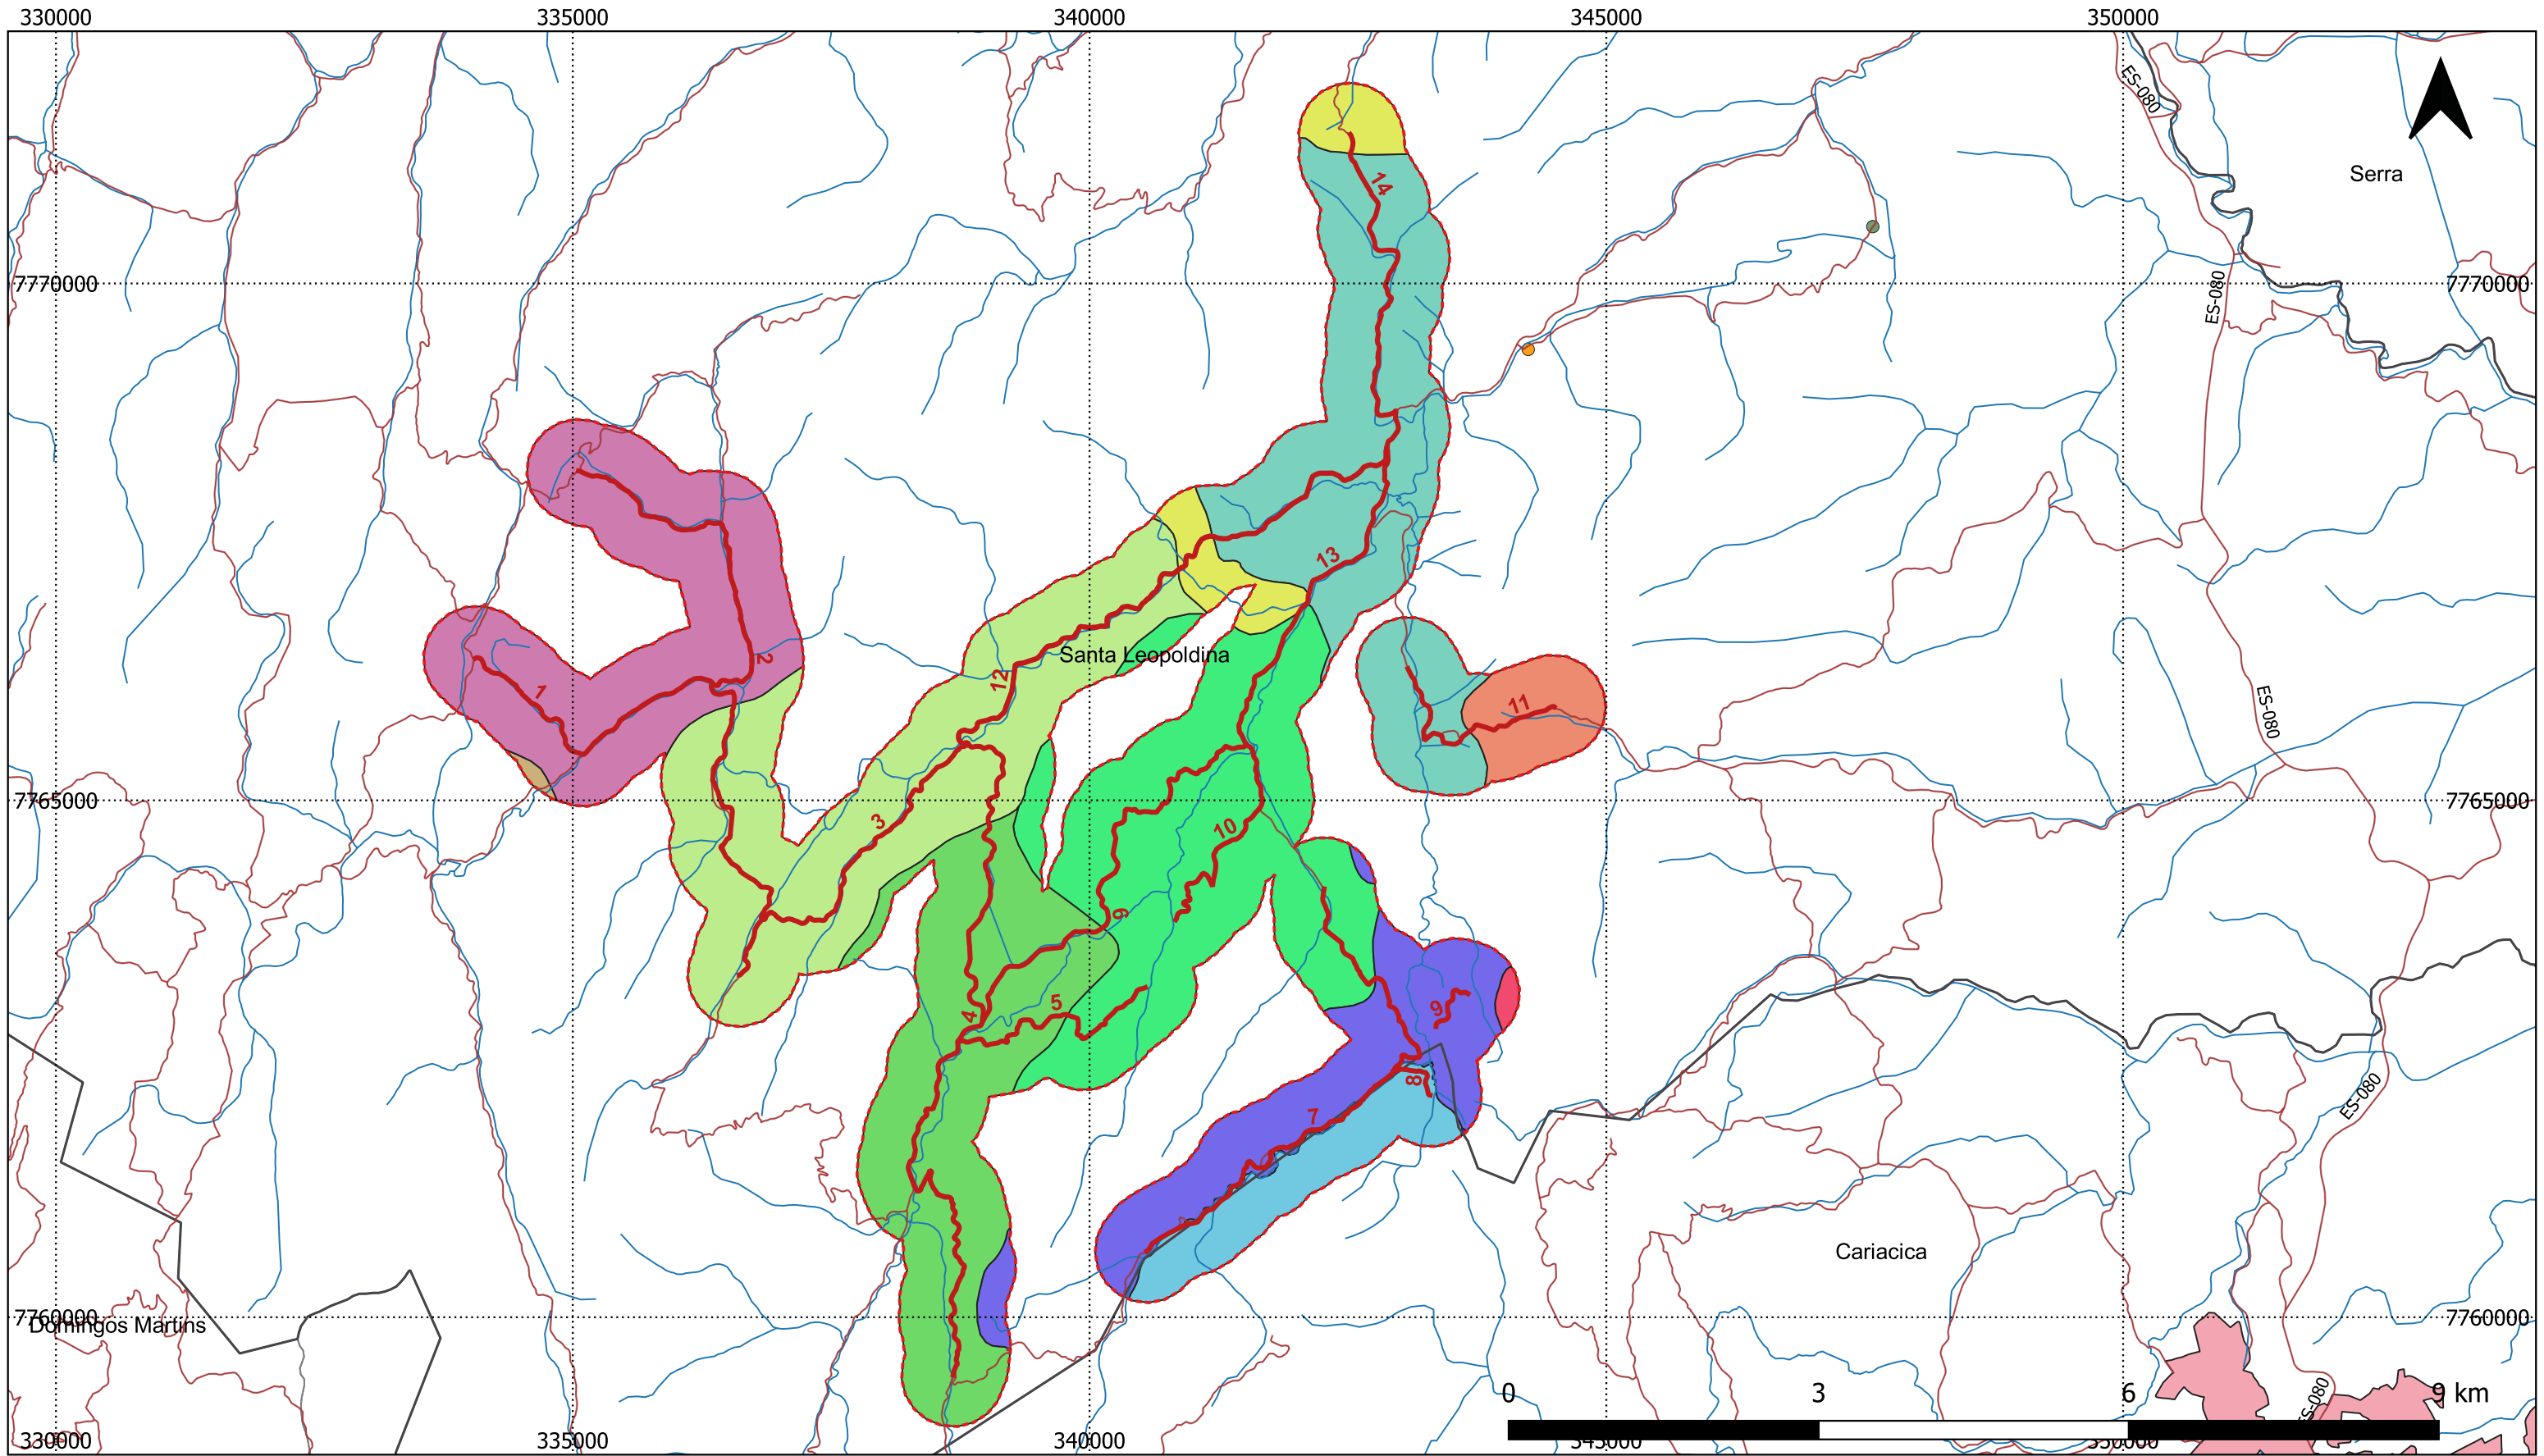 330000 335000 340000 345000 350000
ES-080
Serra
14
7770000 7770000
ES-080
13
Santa Leopoldina
2
12
1
11
ES-080
7765000 7765000
3
10
6
5
4
9
8
7
ES-080
Cariacica
7760000 7760000
Domingos Martins
0 3 6 9 km
ES-080
330000 335000 340000 345000 350000